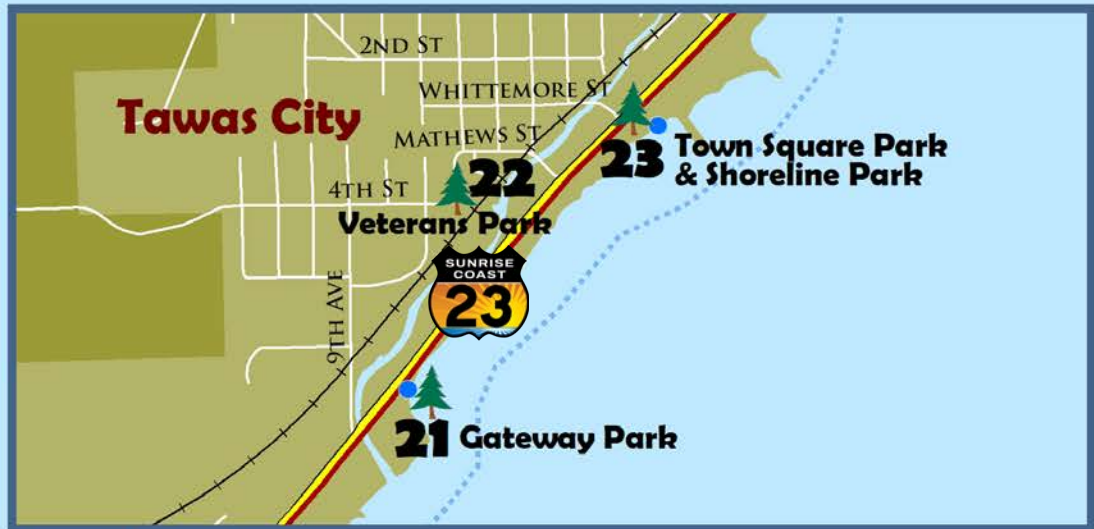 2ND ST
WHITTEMORE ST
Tawas City
MATHEWS ST
23 Town Square Park
& Shoreline Park
22
4TH ST
Veterans Park
SUNRISE
COAST
23
9TH AVE
21 Gateway Park